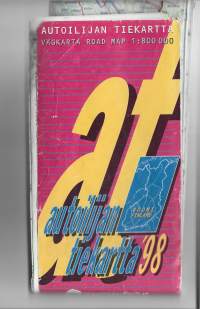 AUTOILIJAN TIEKARTTA
VÄGKARTA ROAD MAP 1:800 000
at
SUOMI
FINLAND
autoilijan
tiekartta '98